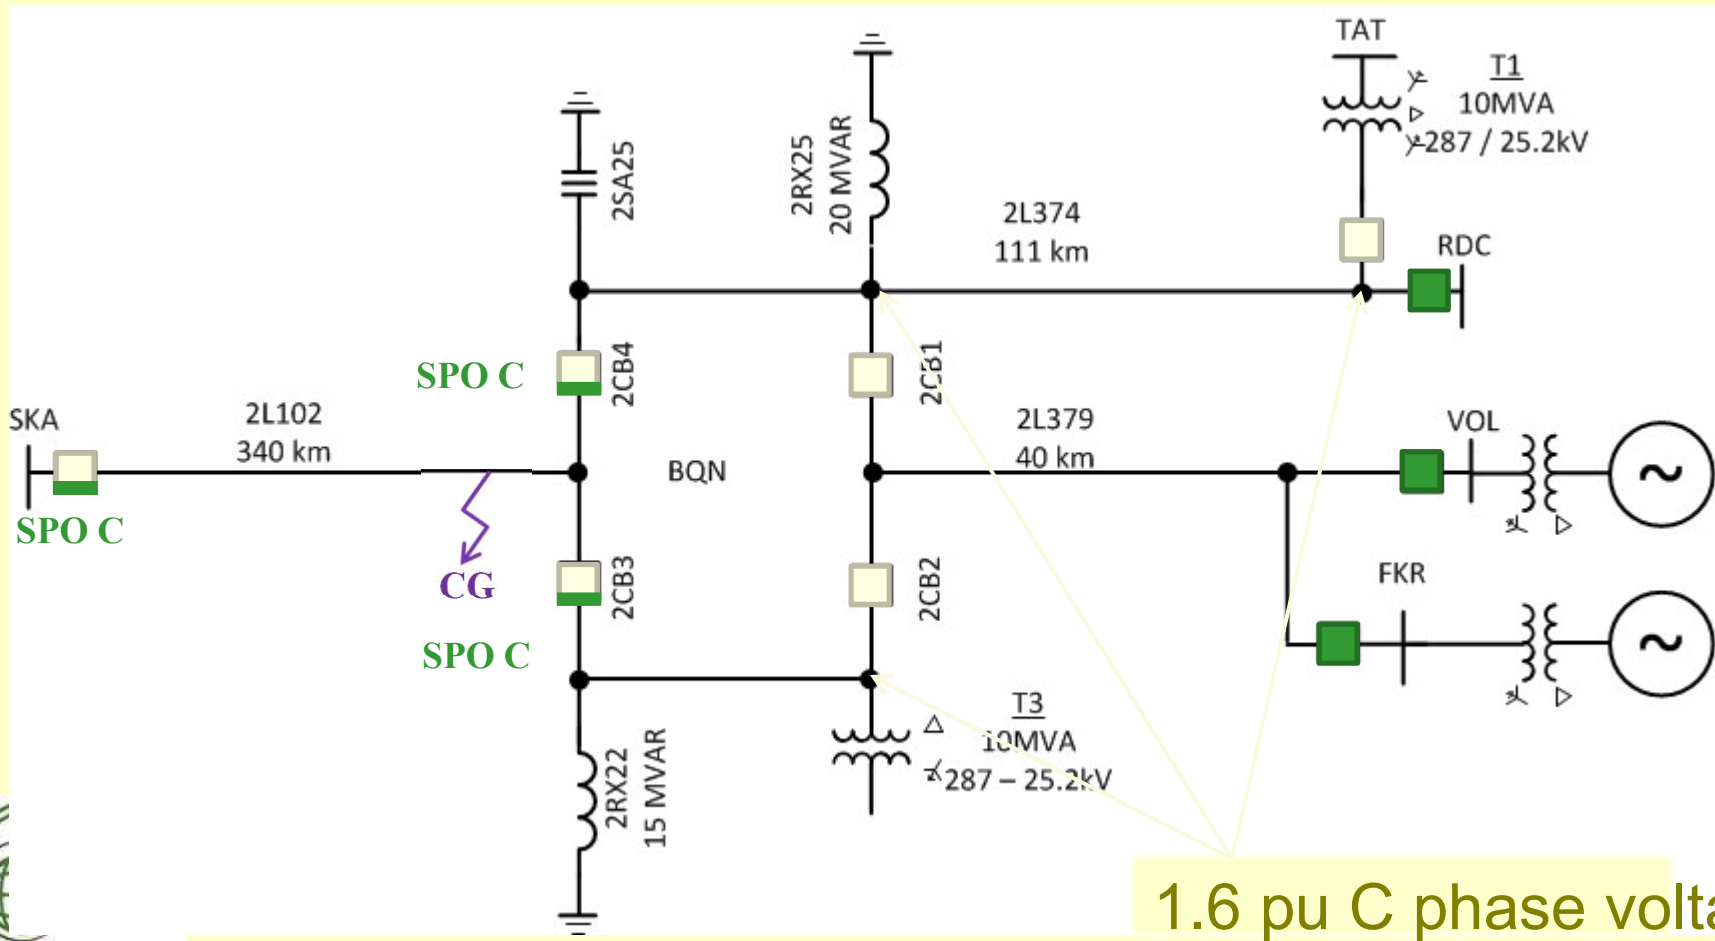 TAT
T1
10MVA
287 / 25.2kV
2SA25
2RX25
20 MVAR
2L374
111 km
RDC
SPO C
2CB4
2CB1
SKA
2L102
340 km
BQN
2L379
40 km
VOL
SPO C
CG
2CB3
2CB2
FKR
SPO C
T3
10MVA
287 – 25.2kV
2RX22
15 MVAR
1.6 pu C phase volta